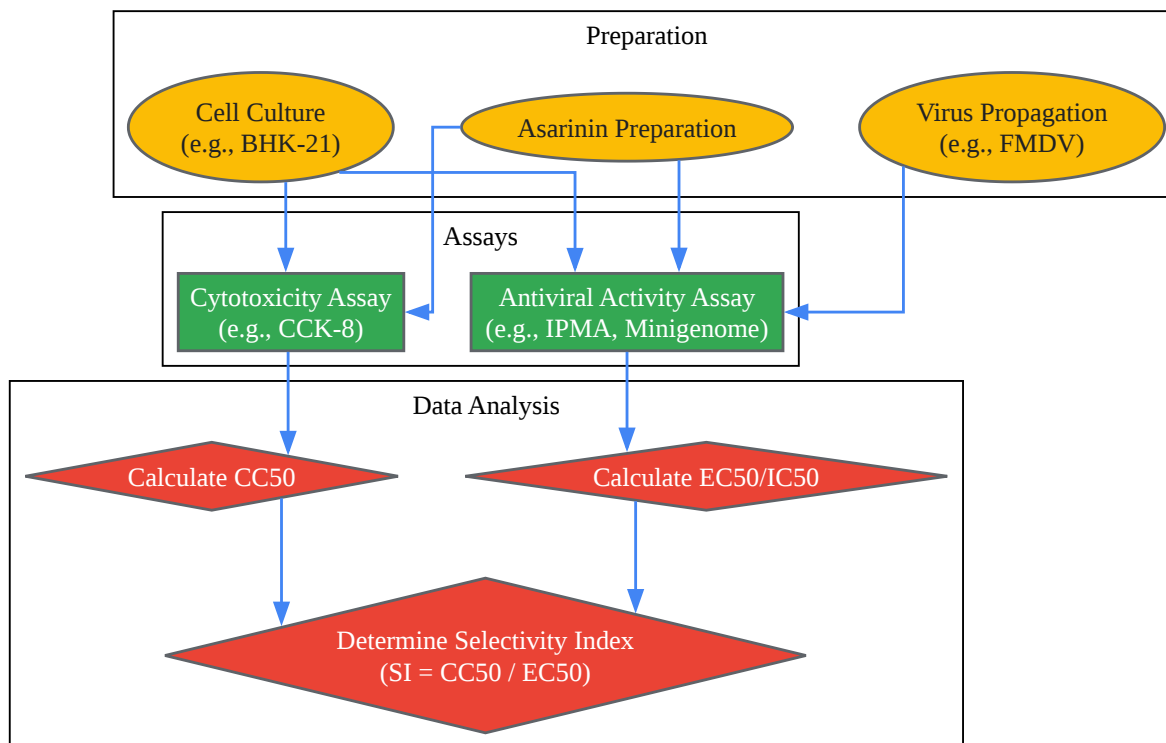 Preparation
Cell Culture
(e.g., BHK-21)
Asarinin Preparation
Virus Propagation
(e.g., FMDV)
Assays
Cytotoxicity Assay
(e.g., CCK-8)
Antiviral Activity Assay
(e.g., IPMA, Minigenome)
Data Analysis
Calculate CC50
Calculate EC50/IC50
Determine Selectivity Index
(SI = CC50 / EC50)